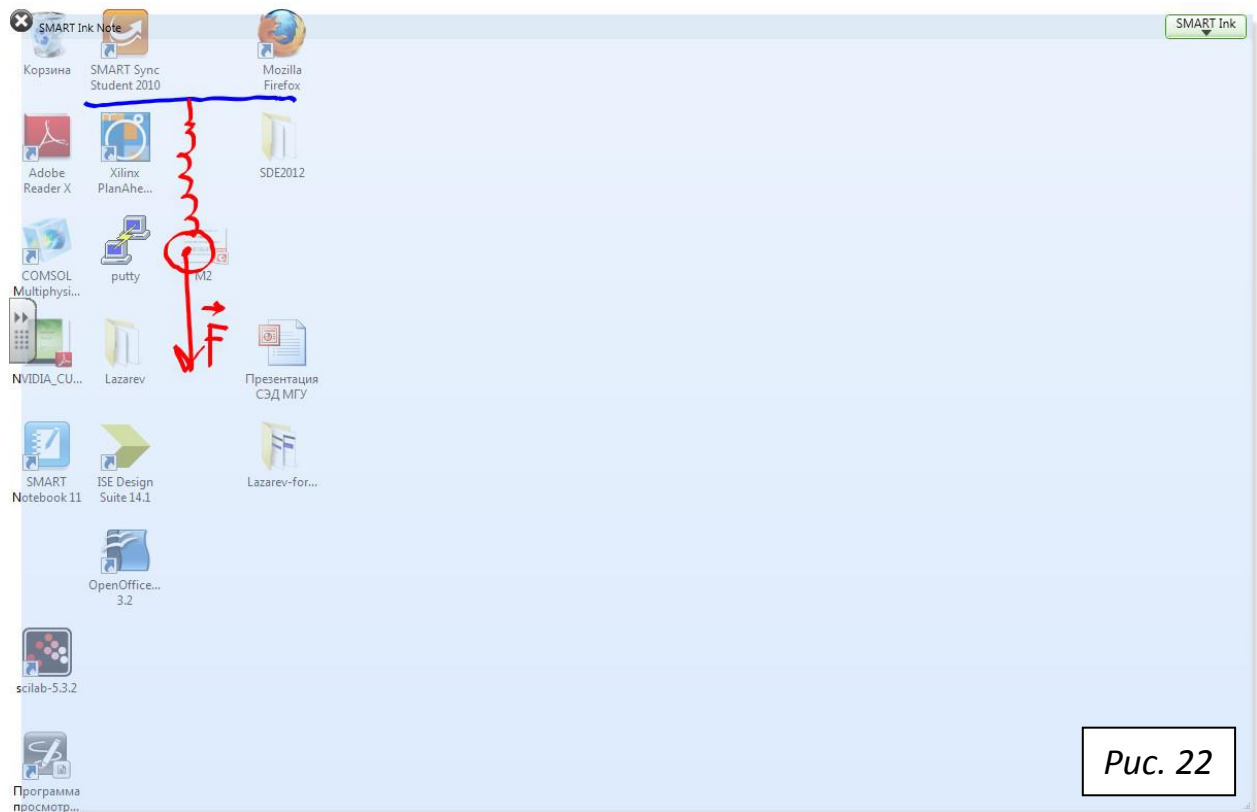 SMART Ink Note
SMART Ink
Корзина
SMART Sync
Student 2010
Mozilla
Firefox
Adobe
Reader X
Xilinx
PlanAhe...
SDE2012
COMSOL
Multiphysi...
putty
M2
F
NVIDIA_CU...
Lazarev
Презентация
СЭД МГУ
SMART
Notebook 11
ISE Design
Suite 14.1
Lazarev-for...
OpenOffice...
3.2
scilab-5.3.2
Программа
просмотр...
Рис. 22